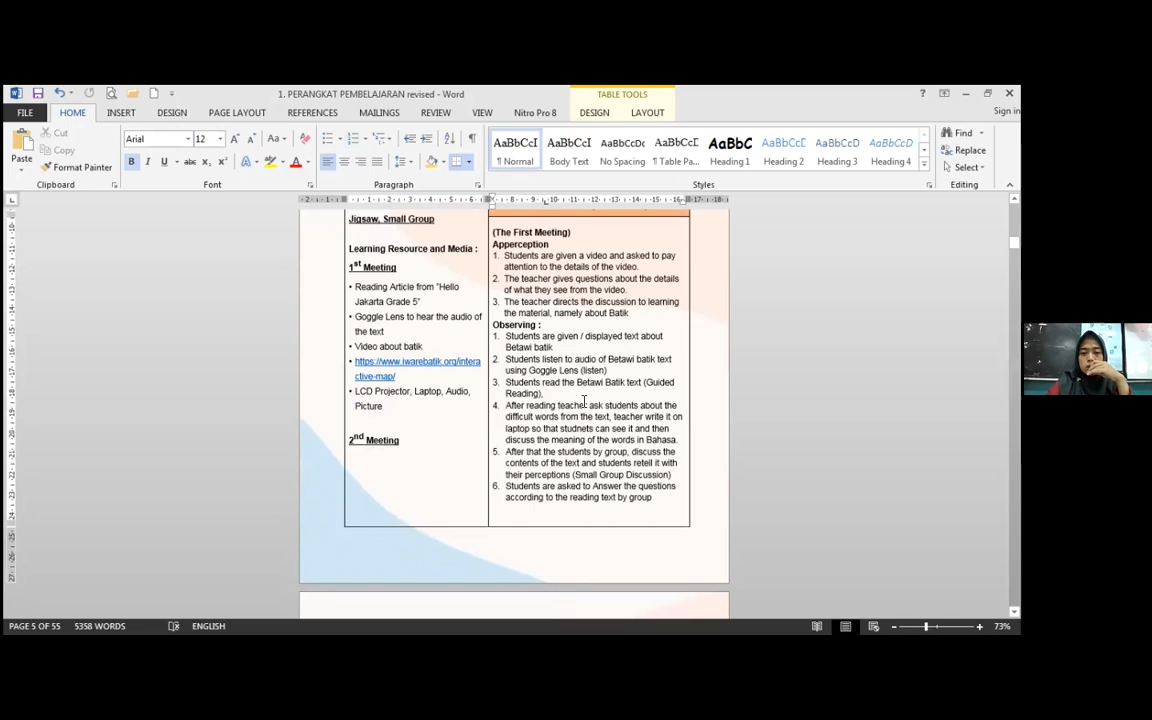 1. PERANGKAT PEMBELAJARAN revised - Word
TABLE TOOLS
Sign in
FILE HOME INSERT DESIGN PAGE LAYOUT REFERENCES MAILINGS REVIEW VIEW Nitro Pro 8 DESIGN LAYOUT
Paste
Cut
Copy
Format Painter
Arial 12
Clipboard Font Paragraph Styles Editing
AaBbCcI AaBbCcI AaBbCcDc AaBbCcD AaBbC AaBbCcI AaBbCcD AaBbCcD
¶ Normal Body Text No Spacing ¶ Table Pa... Heading 1 Heading 2 Heading 3 Heading 4
Find
Replace
Select
Jigsaw, Small Group
Learning Resource and Media :
1st Meeting
• Reading Article from "Hello
Jakarta Grade 5"
• Goggle Lens to hear the audio of
the text
• Video about batik
• https://www.iwarebatik.org/intera
ctive-map/
• LCD Projector, Laptop, Audio,
Picture
2nd Meeting
(The First Meeting)
Apperception
1. Students are given a video and asked to pay
attention to the details of the video.
2. The teacher gives questions about the details
of what they see from the video.
3. The teacher directs the discussion to learning
the material, namely about Batik
Observing :
1. Students are given / displayed text about
Betawi batik
2. Students listen to audio of Betawi batik text
using Goggle Lens (listen)
3. Students read the Betawi Batik text (Guided
Reading),
4. After reading teacher ask students about the
difficult words from the text, teacher write it on
laptop so that studnets can see it and then
discuss the meaning of the words in Bahasa.
5. After that the students by group, discuss the
contents of the text and students retell it with
their perceptions (Small Group Discussion)
6. Students are asked to Answer the questions
according to the reading text by group
PAGE 5 OF 55 5358 WORDS ENGLISH 73%